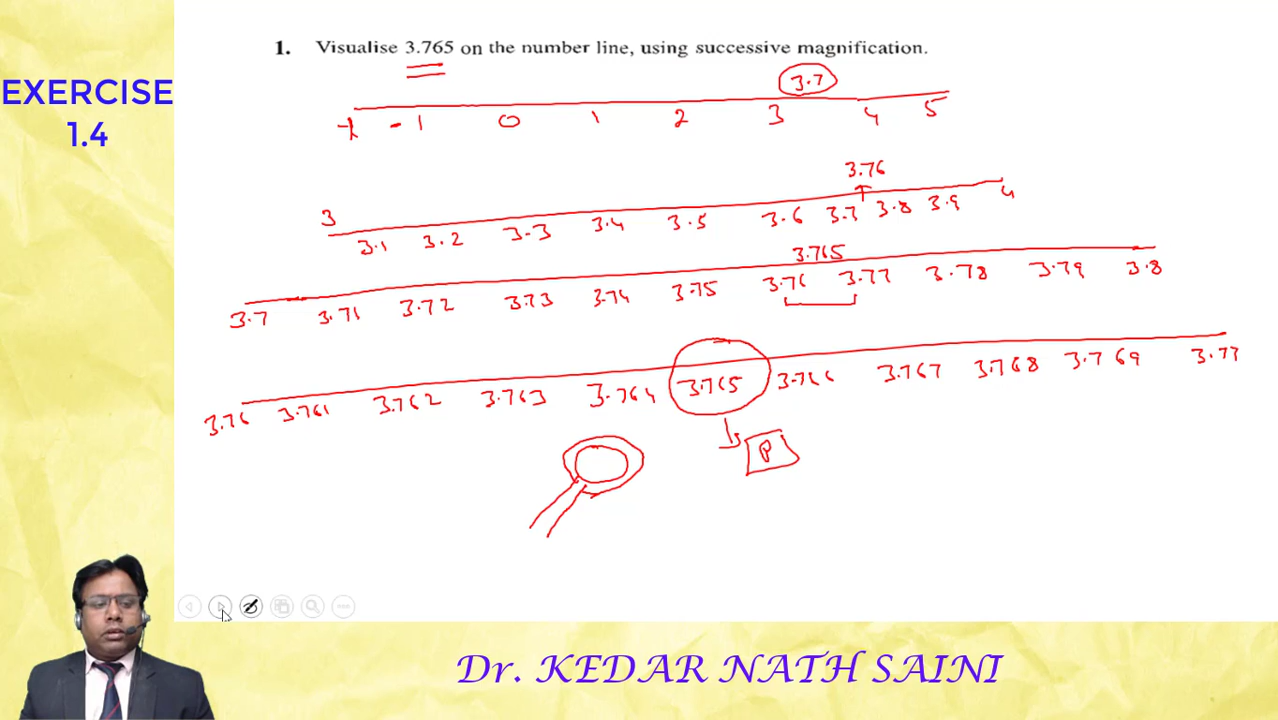 EXERCISE
1.4
1. Visualise 3.765 on the number line, using successive magnification.
3.7
-1 0 1 2 3 4 5
3.76
3 3.1 3.2 3.3 3.4 3.5 3.6 3.7 3.8 3.9 4
3.765
3.7 3.71 3.72 3.73 3.74 3.75 3.76 3.77 3.78 3.79 3.8
3.76 3.761 3.762 3.763 3.764 3.765 3.766 3.767 3.768 3.769 3.77
P
Dr. KEDAR NATH SAINI